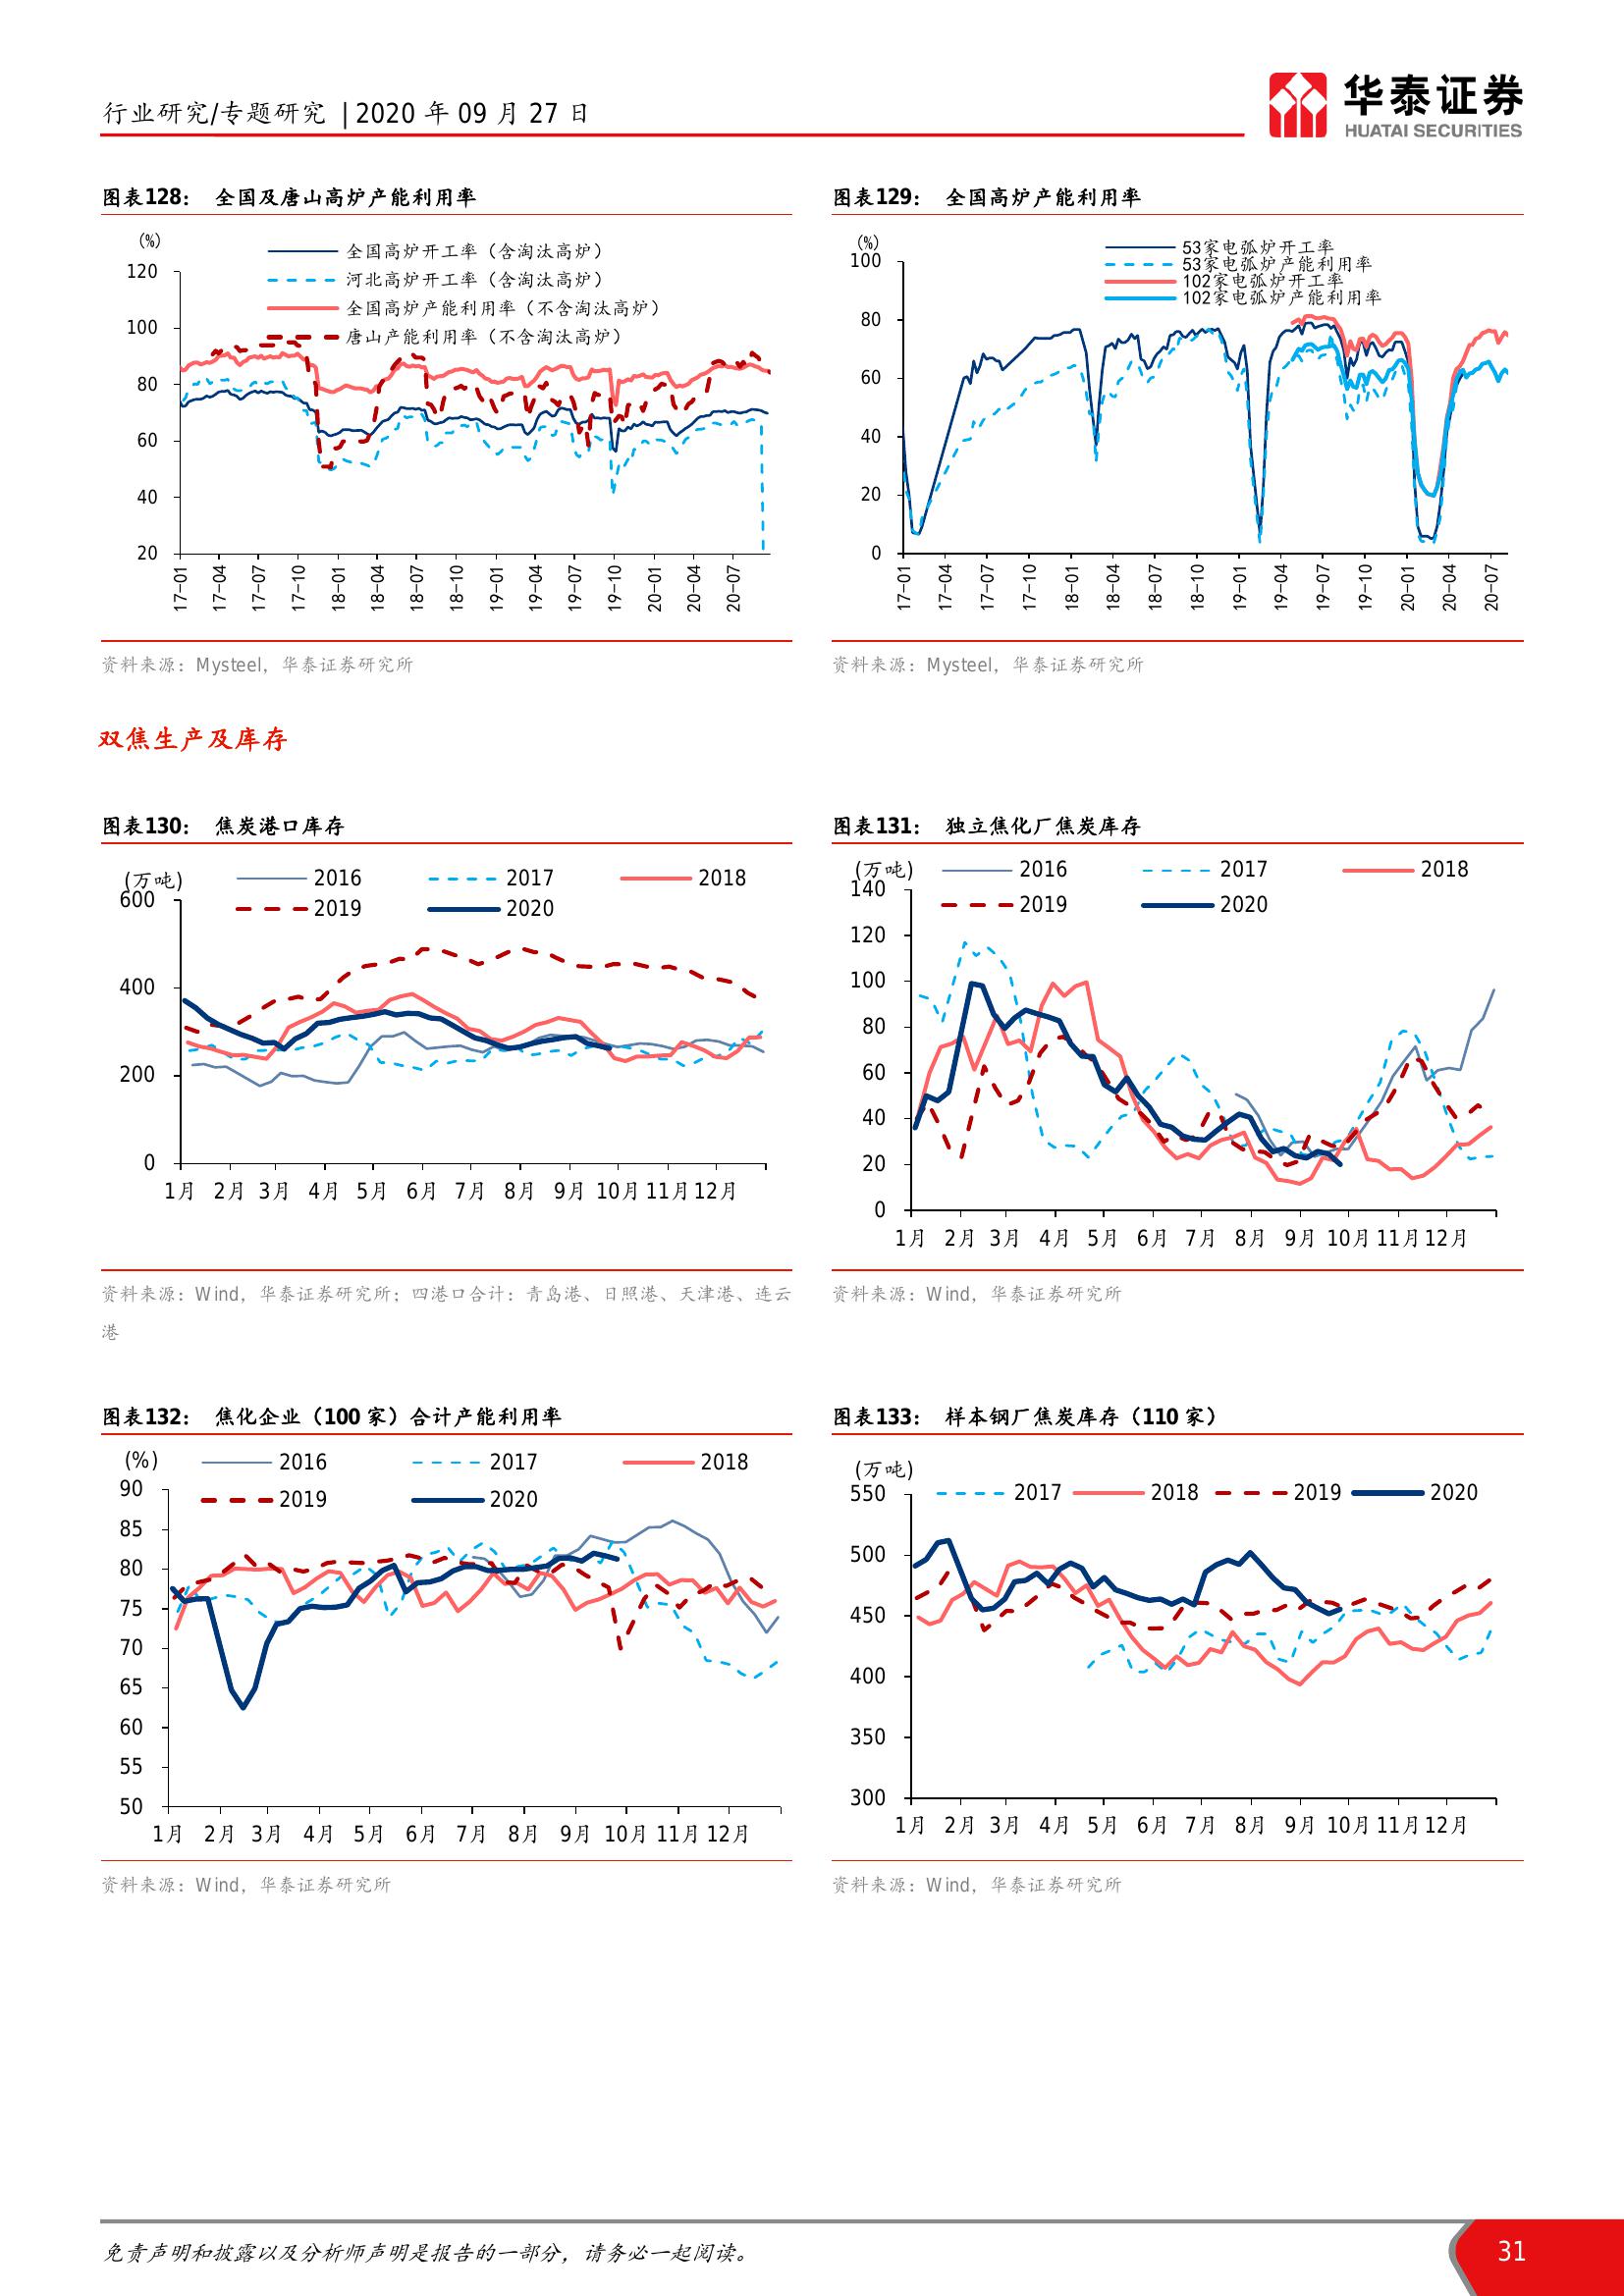 行业研究/专题研究 | 2020 年 09 月 27 日
华泰证券
HUATAI SECURITIES
图表128： 全国及唐山高炉产能利用率
(%)
全国高炉开工率（含淘汰高炉）
河北高炉开工率（含淘汰高炉）
全国高炉产能利用率（不含淘汰高炉）
唐山产能利用率（不含淘汰高炉）
120
100
80
60
40
20
17-01 17-04 17-07 17-10 18-01 18-04 18-07 18-10 19-01 19-04 19-07 19-10 20-01 20-04 20-07
资料来源：Mysteel，华泰证券研究所
图表129： 全国高炉产能利用率
(%)
53家电弧炉开工率
53家电弧炉产能利用率
102家电弧炉开工率
102家电弧炉产能利用率
100
80
60
40
20
0
17-01 17-04 17-07 17-10 18-01 18-04 18-07 18-10 19-01 19-04 19-07 19-10 20-01 20-04 20-07
资料来源：Mysteel，华泰证券研究所
双焦生产及库存
图表130： 焦炭港口库存
(万吨)
2016 2017 2018
2019 2020
600
400
200
0
1月 2月 3月 4月 5月 6月 7月 8月 9月 10月 11月 12月
资料来源：Wind，华泰证券研究所；四港口合计：青岛港、日照港、天津港、连云
港
图表131： 独立焦化厂焦炭库存
(万吨)
2016 2017 2018
2019 2020
140
120
100
80
60
40
20
0
1月 2月 3月 4月 5月 6月 7月 8月 9月 10月 11月 12月
资料来源：Wind，华泰证券研究所
图表132： 焦化企业（100 家）合计产能利用率
(%)
2016 2017 2018
2019 2020
90
85
80
75
70
65
60
55
50
1月 2月 3月 4月 5月 6月 7月 8月 9月 10月 11月 12月
资料来源：Wind，华泰证券研究所
图表133： 样本钢厂焦炭库存（110 家）
(万吨)
2017 2018 2019 2020
550
500
450
400
350
300
1月 2月 3月 4月 5月 6月 7月 8月 9月 10月 11月 12月
资料来源：Wind，华泰证券研究所
免责声明和披露以及分析师声明是报告的一部分，请务必一起阅读。
31